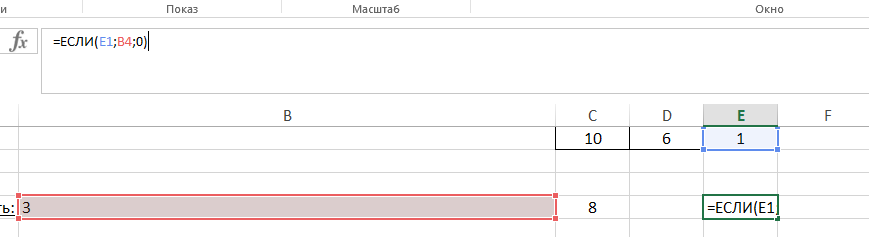 и Показ Масштаб Окно
fx =ЕСЛИ(E1;B4;0)
B C D E F
10 6 1
ть: 3 8 =ЕСЛИ(E1;